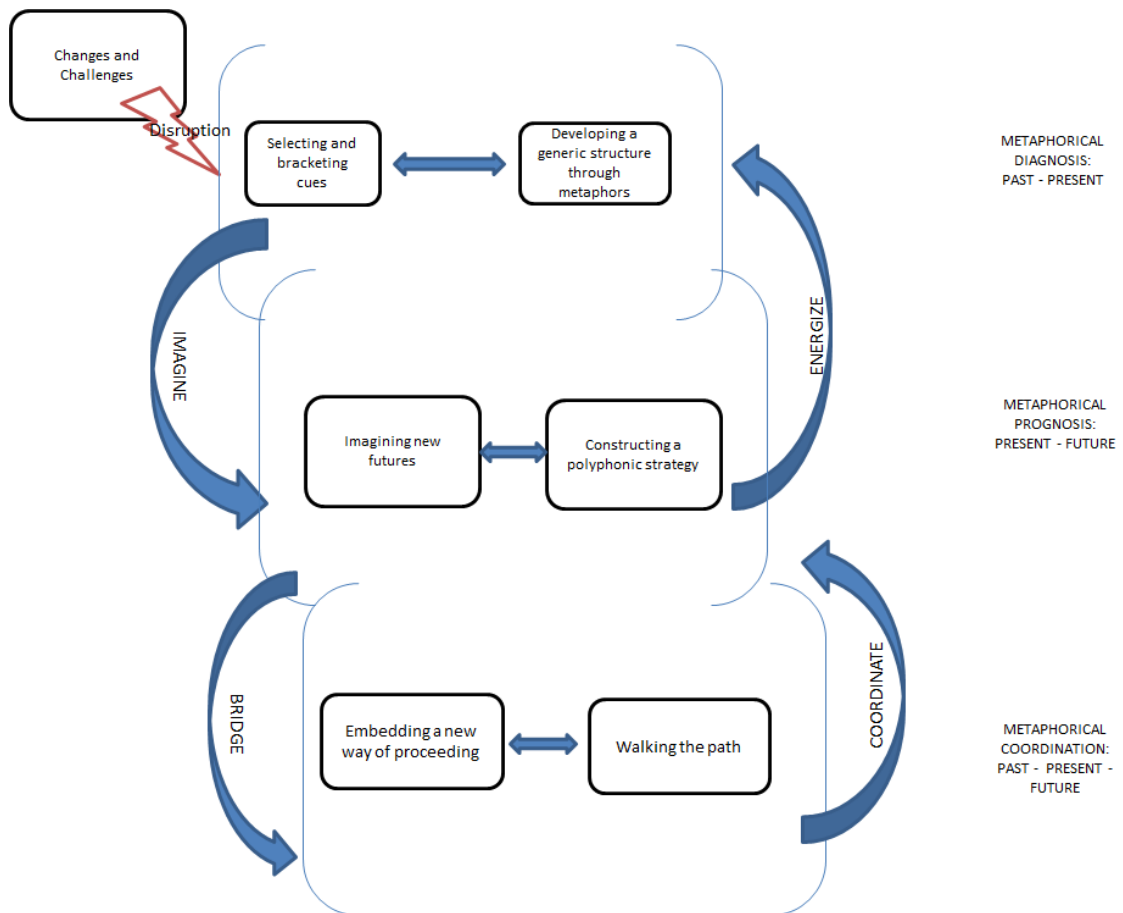 Changes and
Challenges
Disruption
Selecting and
bracketing
cues
Developing a
generic structure
through
metaphors
METAPHORICAL
DIAGNOSIS:
PAST - PRESENT
IMAGINE
ENERGIZE
Imagining new
futures
Constructing a
polyphonic strategy
METAPHORICAL
PROGNOSIS:
PRESENT - FUTURE
BRIDGE
COORDINATE
Embedding a new
way of proceeding
Walking the path
METAPHORICAL
COORDINATION:
PAST - PRESENT -
FUTURE